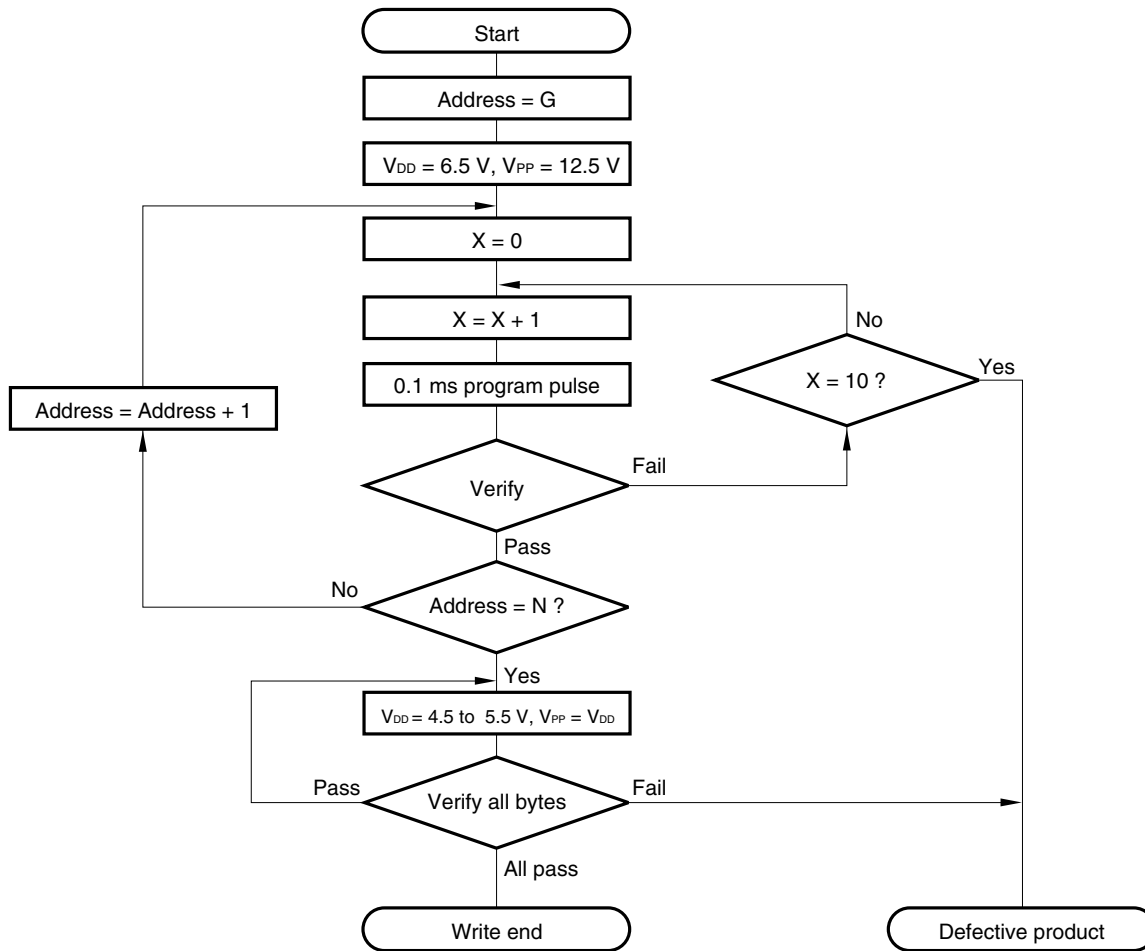 Start
Address = G
VDD = 6.5 V, VPP = 12.5 V
X = 0
X = X + 1
No
X = 10 ?
Yes
0.1 ms program pulse
Address = Address + 1
Verify
Fail
Pass
No
Address = N ?
Yes
VDD = 4.5 to 5.5 V, VPP = VDD
Pass
Verify all bytes
Fail
All pass
Write end
Defective product